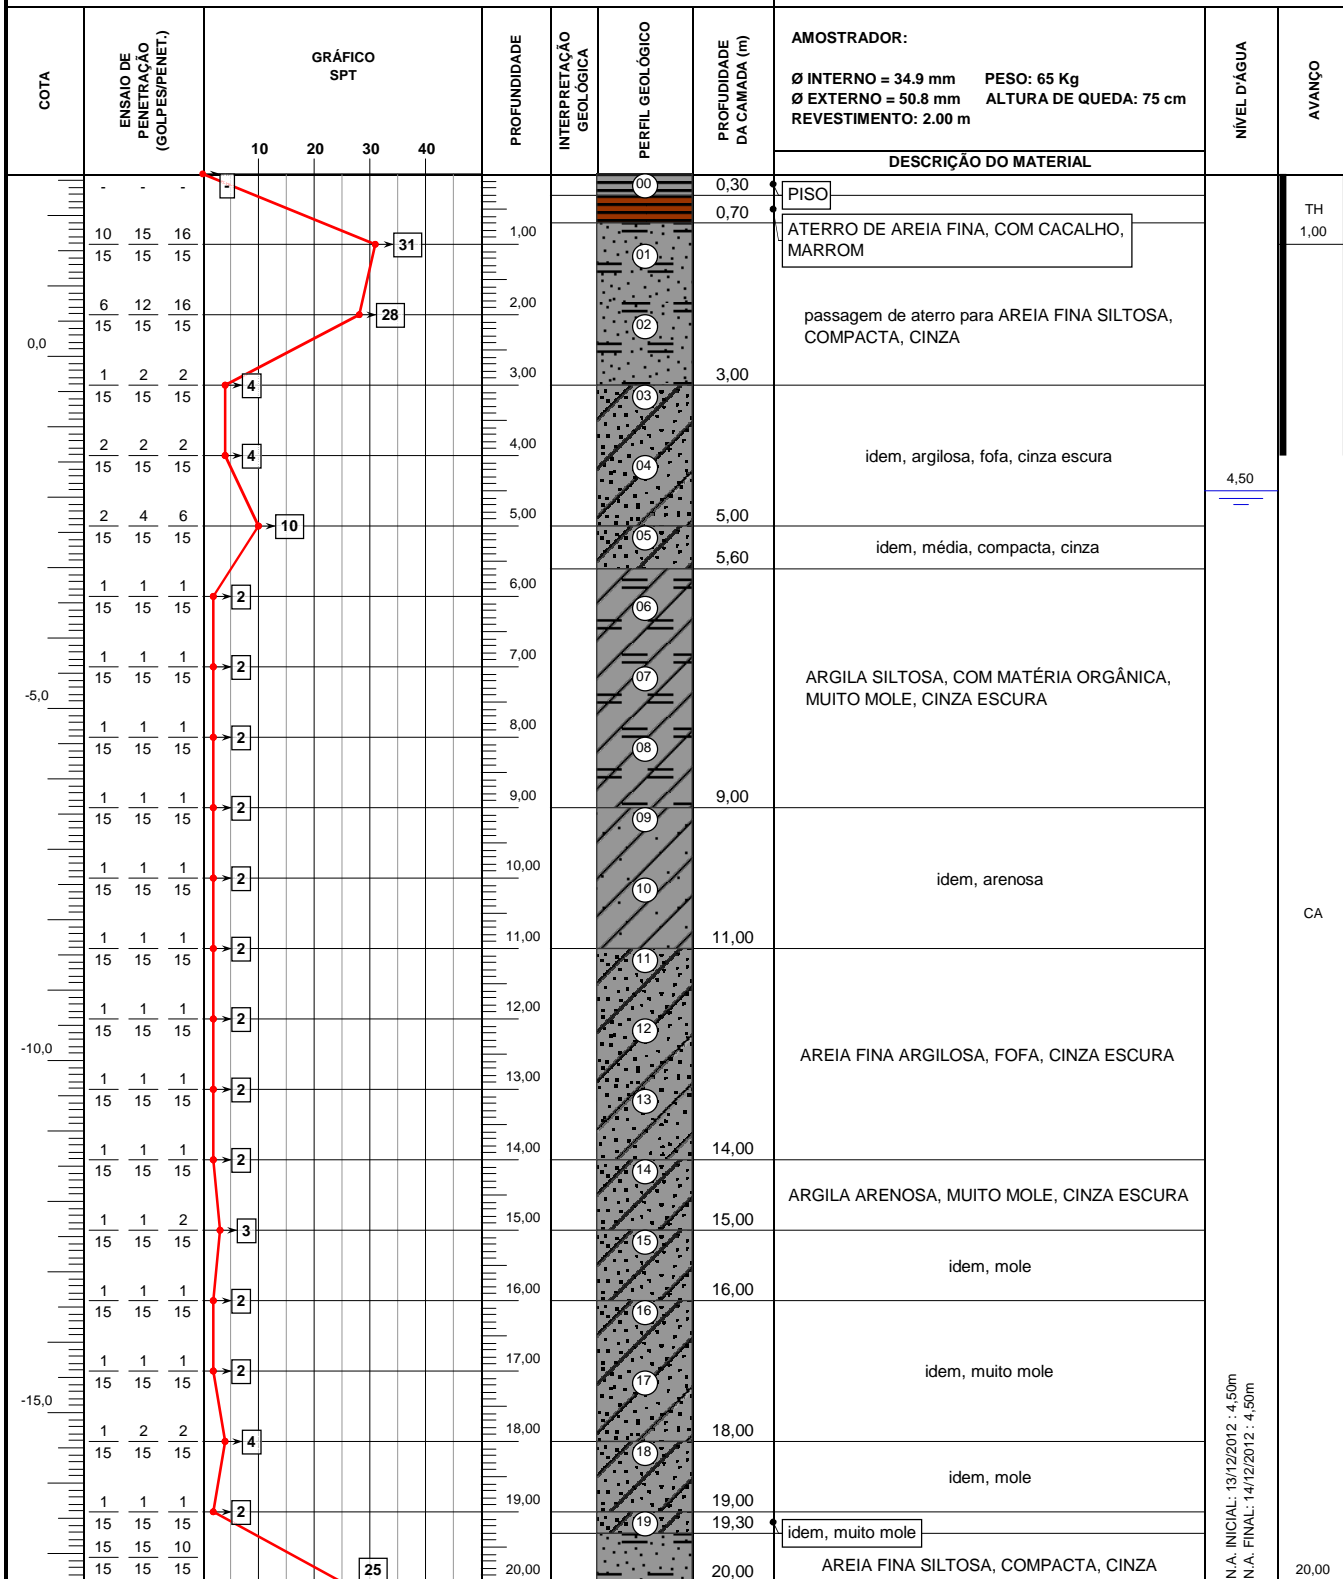 COTA
ENSAIO DE
PENETRAÇÃO
(GOLPES/PENET.)
GRÁFICO
SPT
10 20 30 40
PROFUNDIDADE
INTERPRETAÇÃO
GEOLÓGICA
PERFIL GEOLÓGICO
PROFUDIDADE
DA CAMADA (m)
AMOSTRADOR:
Ø INTERNO = 34.9 mm PESO: 65 Kg
Ø EXTERNO = 50.8 mm ALTURA DE QUEDA: 75 cm
REVESTIMENTO: 2.00 m
DESCRIÇÃO DO MATERIAL
NÍVEL D'ÁGUA
AVANÇO
- - - - 00 0,30 PISO
0,70 ATERRO DE AREIA FINA, COM CACALHO,
MARROM
TH
1,00
10 15 16
15 15 15
31 1,00 01
6 12 16
15 15 15
28 2,00 02
passagem de aterro para AREIA FINA SILTOSA,
COMPACTA, CINZA
0,0
1 2 2
15 15 15
4 3,00 3,00 03
2 2 2
15 15 15
4 4,00 04
idem, argilosa, fofa, cinza escura
4,50
2 4 6
15 15 15
10 5,00 5,00 05
idem, média, compacta, cinza
5,60
1 1 1
15 15 15
2 6,00 06
1 1 1
15 15 15
2 7,00 07
ARGILA SILTOSA, COM MATÉRIA ORGÂNICA,
MUITO MOLE, CINZA ESCURA
-5,0
1 1 1
15 15 15
2 8,00 08
1 1 1
15 15 15
2 9,00 9,00 09
1 1 1
15 15 15
2 10,00 10
idem, arenosa
CA
1 1 1
15 15 15
2 11,00 11,00 11
1 1 1
15 15 15
2 12,00 12
-10,0
AREIA FINA ARGILOSA, FOFA, CINZA ESCURA
1 1 1
15 15 15
2 13,00 13
1 1 1
15 15 15
2 14,00 14,00 14
ARGILA ARENOSA, MUITO MOLE, CINZA ESCURA
1 1 2
15 15 15
3 15,00 15,00 15
idem, mole
1 1 1
15 15 15
2 16,00 16,00 16
1 1 1
15 15 15
2 17,00 17
idem, muito mole
-15,0
1 2 2
15 15 15
4 18,00 18,00 18
idem, mole
1 1 1
15 15 15
2 19,00 19,00 19
19,30 idem, muito mole
15 15 10
15 15 15
25 20,00 20,00
AREIA FINA SILTOSA, COMPACTA, CINZA
N.A. INICIAL: 13/12/2012 : 4,50m
N.A. FINAL: 14/12/2012 : 4,50m
20,00